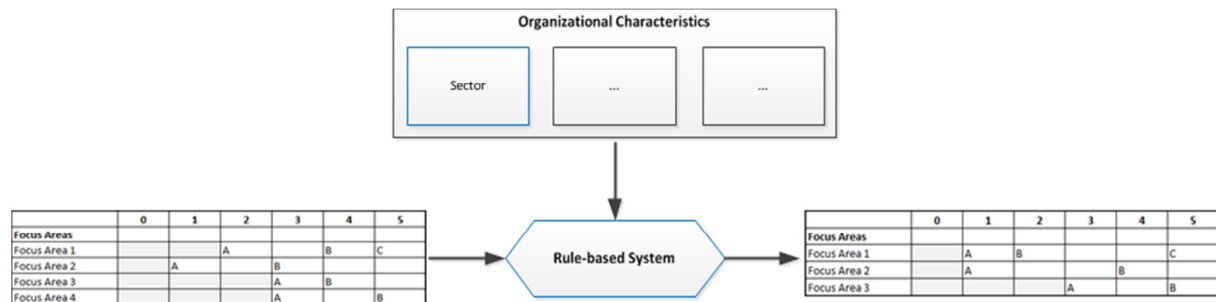 Organizational Characteristics
Sector
...
...
0 1 2 3 4 5
Focus Areas
Focus Area 1 A B C
Focus Area 2 A B
Focus Area 3 A B
Focus Area 4 A B
Rule-based System
0 1 2 3 4 5
Focus Areas
Focus Area 1 A B C
Focus Area 2 A B
Focus Area 3 A B